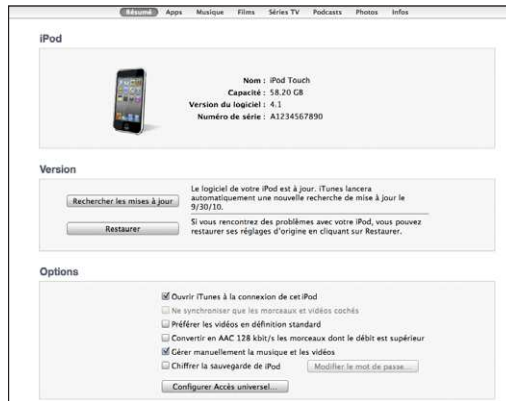 Résumé Apps Musique Films Séries TV Podcasts Photos Infos
iPod
Nom : iPod Touch
Capacité : 58.20 GB
Version du logiciel : 4.1
Numéro de série : A1234567890
Version
Rechercher les mises à jour
Le logiciel de votre iPod est à jour. iTunes lancera
automatiquement une nouvelle recherche de mise à jour le
9/30/10.
Restaurer
Si vous rencontrez des problèmes avec votre iPod, vous pouvez
restaurer ses réglages d'origine en cliquant sur Restaurer.
Options
Ouvrir iTunes à la connexion de cet iPod
Ne synchroniser que les morceaux et vidéos cochés
Préférer les vidéos en définition standard
Convertir en AAC 128 kbit/s les morceaux dont le débit est supérieur
Gérer manuellement la musique et les vidéos
Chiffrer la sauvegarde de iPod Modifier le mot de passe...
Configurer Accès universel...